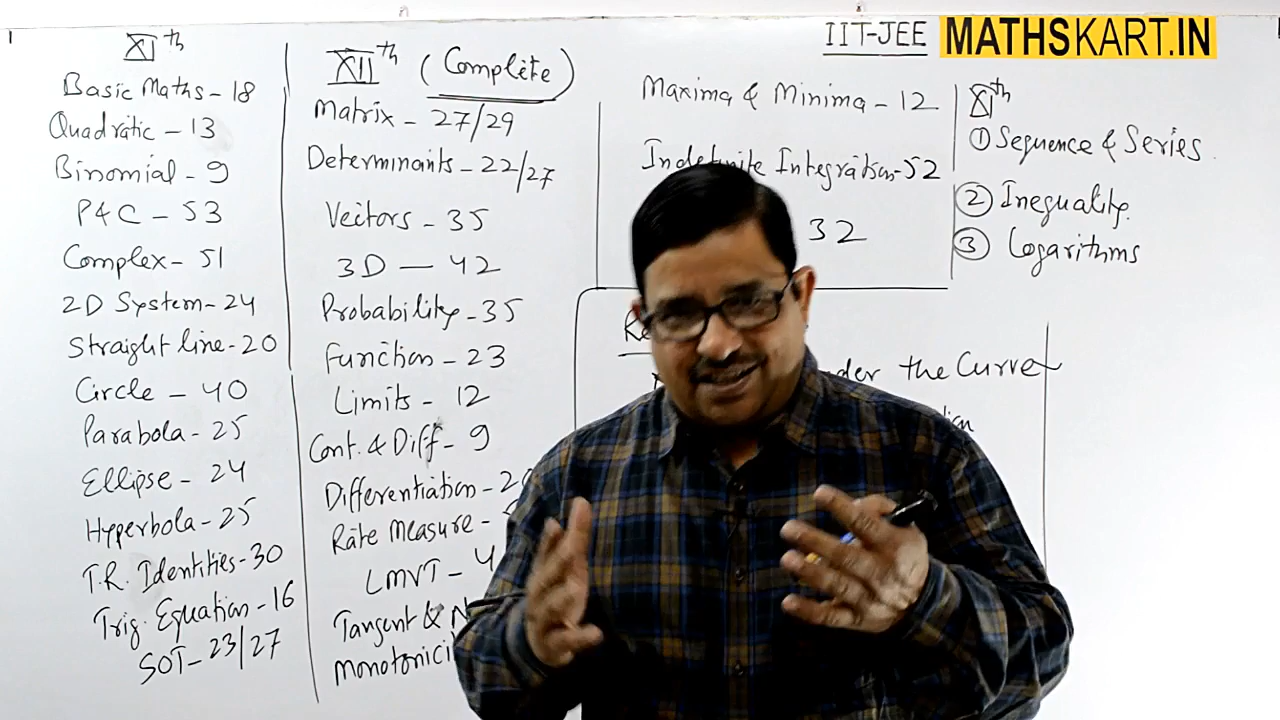 IIT-JEE MATHSKART.IN
XIth
Basic Maths - 18
Quadratic - 13
Binomial - 9
P&C - 53
Complex - 51
2D System - 24
Straight line - 20
Circle - 40
Parabola - 25
Ellipse - 24
Hyperbola - 25
T.R. Identities - 30
Trig. Equation - 16
SOT - 23/27
XIIth (Complete)
Matrix - 27/29
Determinants - 22/27
Vectors - 35
3D - 42
Probability - 35
Function - 23
Limits - 12
Cont. & Diff - 9
Differentiation -
Rate Measure -
LMVT - 4
Tangent &
Maxima & Minima - 12
Indefinite Integration - 52
32
the Curve
XIth
① Sequence & Series
② Inequality
③ Logarithms